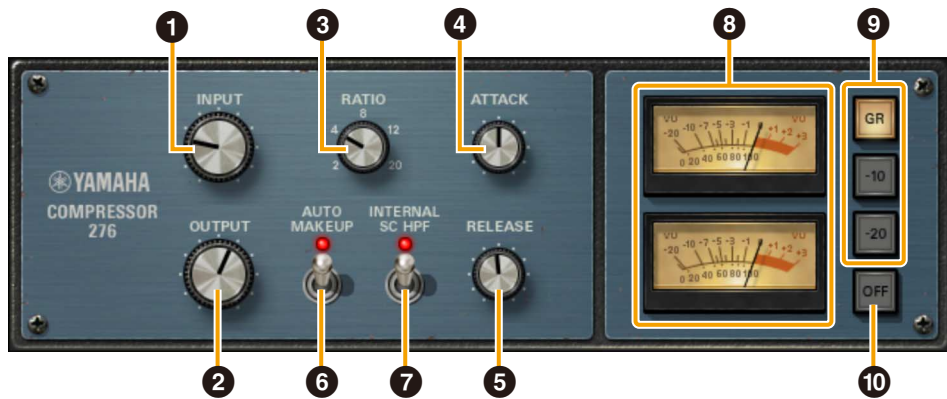 1 3 4 8 9
INPUT RATIO ATTACK
2 4 8 12 20
YAMAHA
COMPRESSOR
276
OUTPUT
AUTO
MAKEUP
INTERNAL
SC HPF
RELEASE
VU VU
-20 -10 -7 -5 -3 -1 +1 +2 +3
0 20 40 60 80 100
VU VU
-20 -10 -7 -5 -3 -1 +1 +2 +3
0 20 40 60 80 100
GR
-10
-20
OFF
2 6 7 5 10